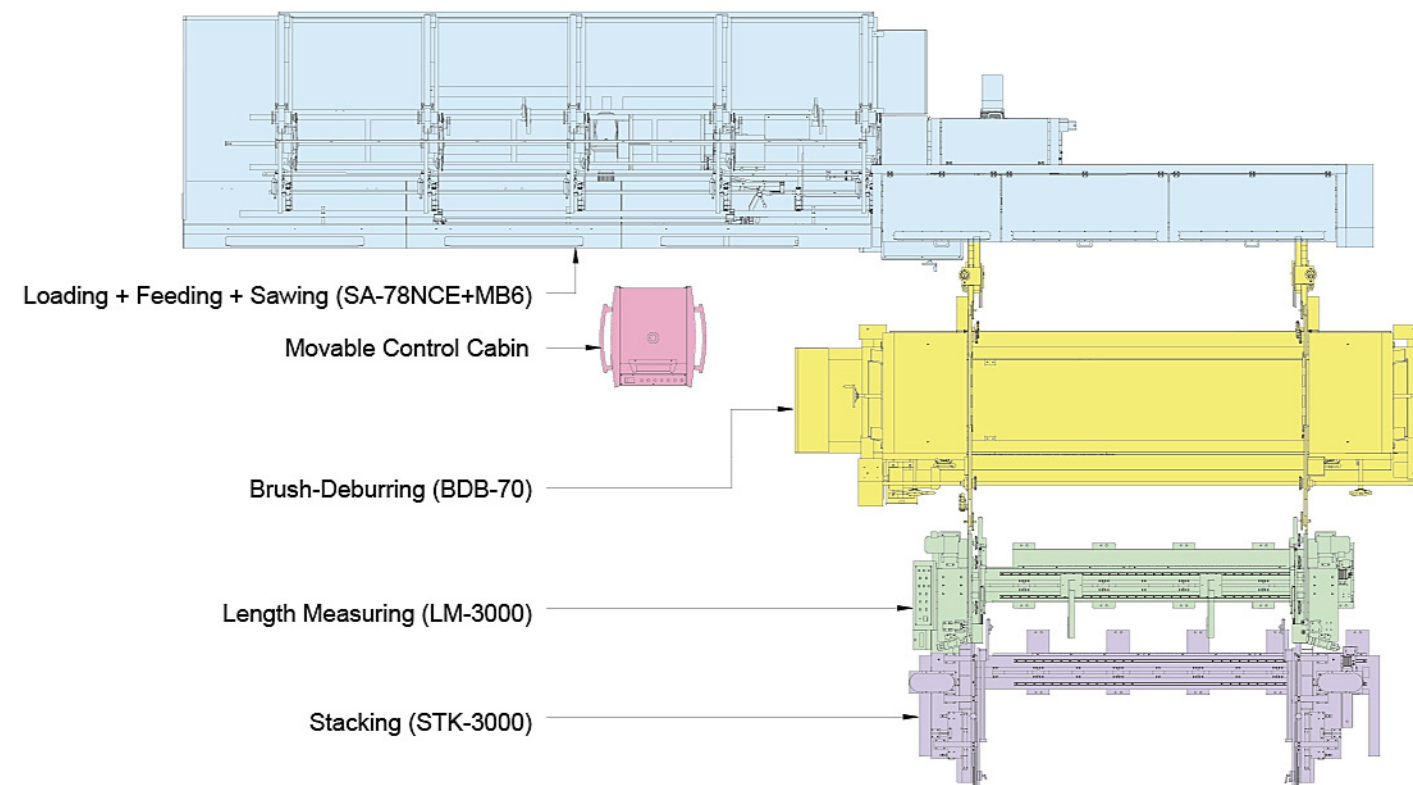 Loading + Feeding + Sawing (SA-78NCE+MB6)
Movable Control Cabin
Brush-Deburring (BDB-70)
Length Measuring (LM-3000)
Stacking (STK-3000)